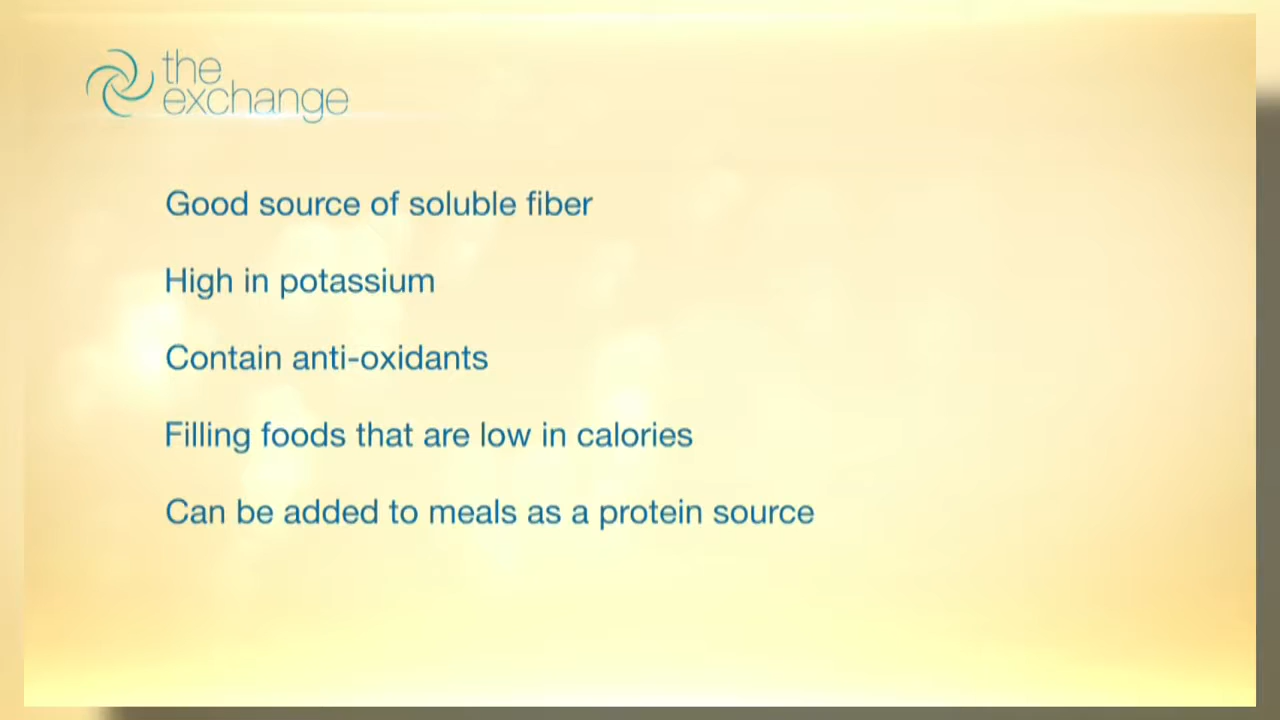 the
exchange
Good source of soluble fiber
High in potassium
Contain anti-oxidants
Filling foods that are low in calories
Can be added to meals as a protein source